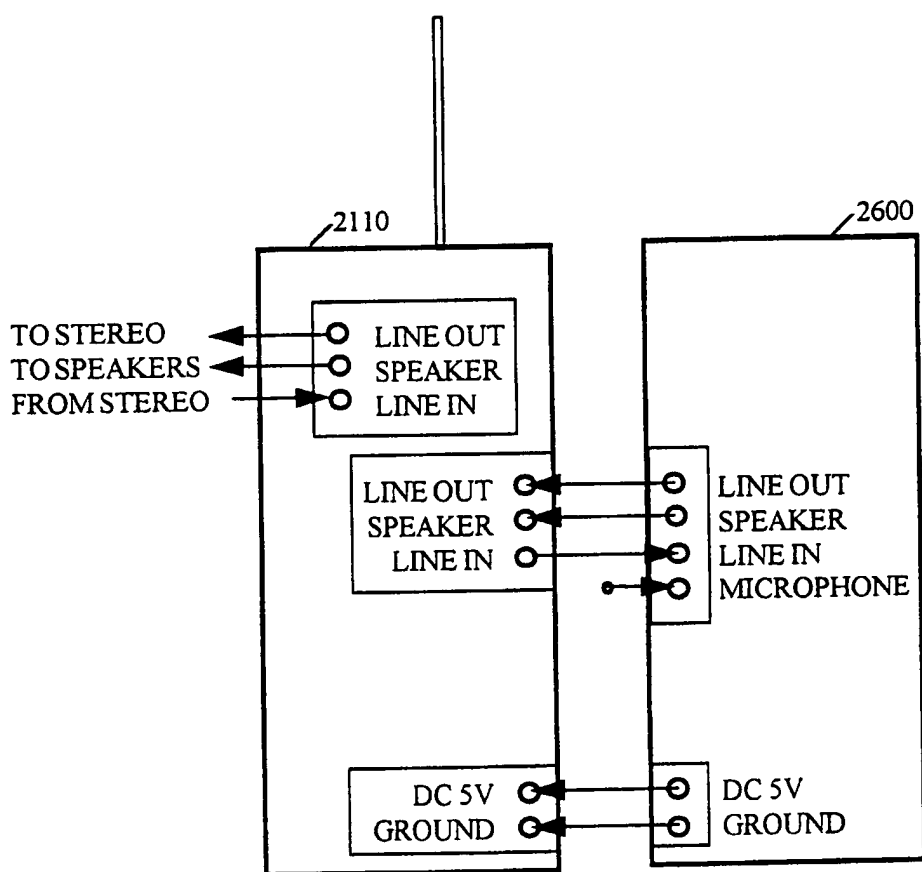 2110
2600
TO STEREO
TO SPEAKERS
FROM STEREO
LINE OUT
SPEAKER
LINE IN
LINE OUT
SPEAKER
LINE IN
LINE OUT
SPEAKER
LINE IN
MICROPHONE
DC 5V
GROUND
DC 5V
GROUND